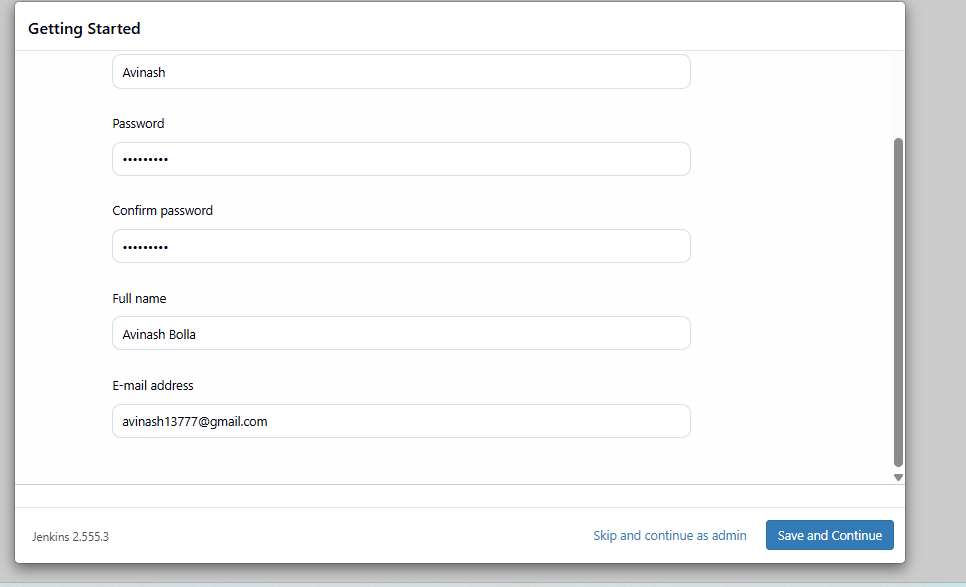 Getting Started
Avinash
Password
•••••••••
Confirm password
•••••••••
Full name
Avinash Bolla
E-mail address
avinash13777@gmail.com
Jenkins 2.555.3
Skip and continue as admin
Save and Continue